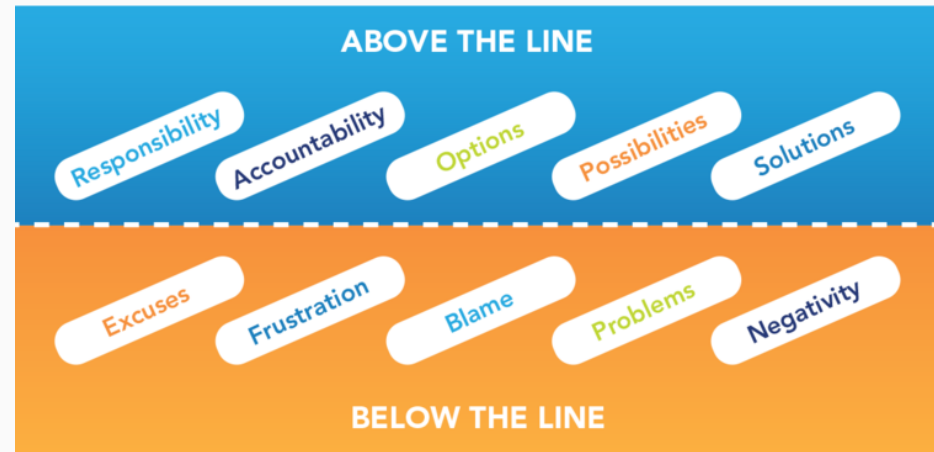 ABOVE THE LINE
Responsibility
Accountability
Options
Possibilities
Solutions
Excuses
Frustration
Blame
Problems
Negativity
BELOW THE LINE